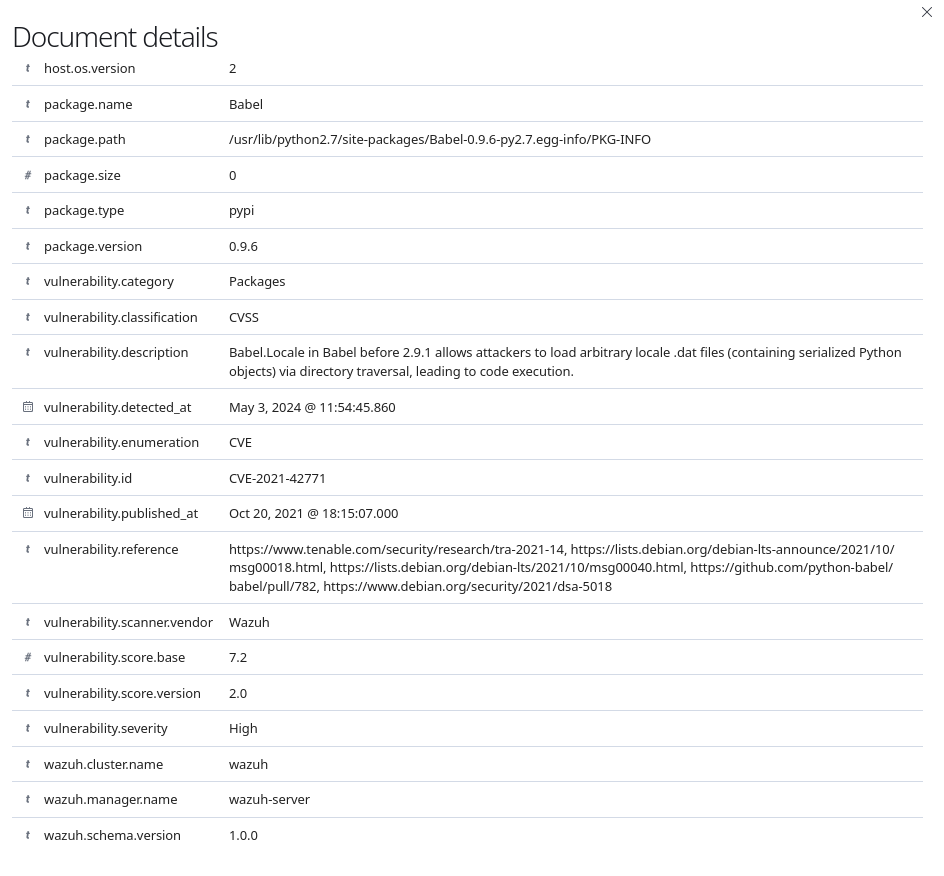 Document details
t host.os.version 2
t package.name Babel
t package.path /usr/lib/python2.7/site-packages/Babel-0.9.6-py2.7.egg-info/PKG-INFO
# package.size 0
t package.type pypi
t package.version 0.9.6
t vulnerability.category Packages
t vulnerability.classification CVSS
t vulnerability.description Babel.Locale in Babel before 2.9.1 allows attackers to load arbitrary locale .dat files (containing serialized Python
objects) via directory traversal, leading to code execution.
vulnerability.detected_at May 3, 2024 @ 11:54:45.860
t vulnerability.enumeration CVE
t vulnerability.id CVE-2021-42771
vulnerability.published_at Oct 20, 2021 @ 18:15:07.000
t vulnerability.reference https://www.tenable.com/security/research/tra-2021-14, https://lists.debian.org/debian-lts-announce/2021/10/
msg00018.html, https://lists.debian.org/debian-lts/2021/10/msg00040.html, https://github.com/python-babel/
babel/pull/782, https://www.debian.org/security/2021/dsa-5018
t vulnerability.scanner.vendor Wazuh
# vulnerability.score.base 7.2
t vulnerability.score.version 2.0
t vulnerability.severity High
t wazuh.cluster.name wazuh
t wazuh.manager.name wazuh-server
t wazuh.schema.version 1.0.0